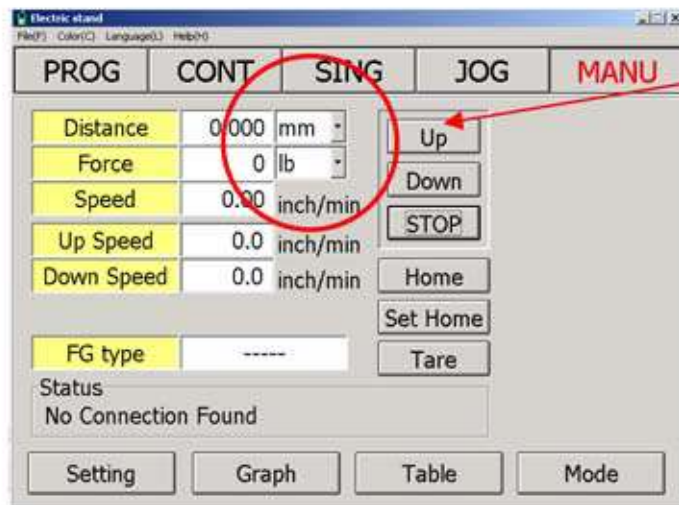 Electric stand
File(F) Color(C) Language(L) Help(H)
PROG CONT SING JOG MANU
Distance 0.000 mm Up
Force 0 lb Down
Speed 0.00 inch/min STOP
Up Speed 0.0 inch/min
Down Speed 0.0 inch/min Home
Set Home
FG type ----- Tare
Status
No Connection Found
Setting Graph Table Mode